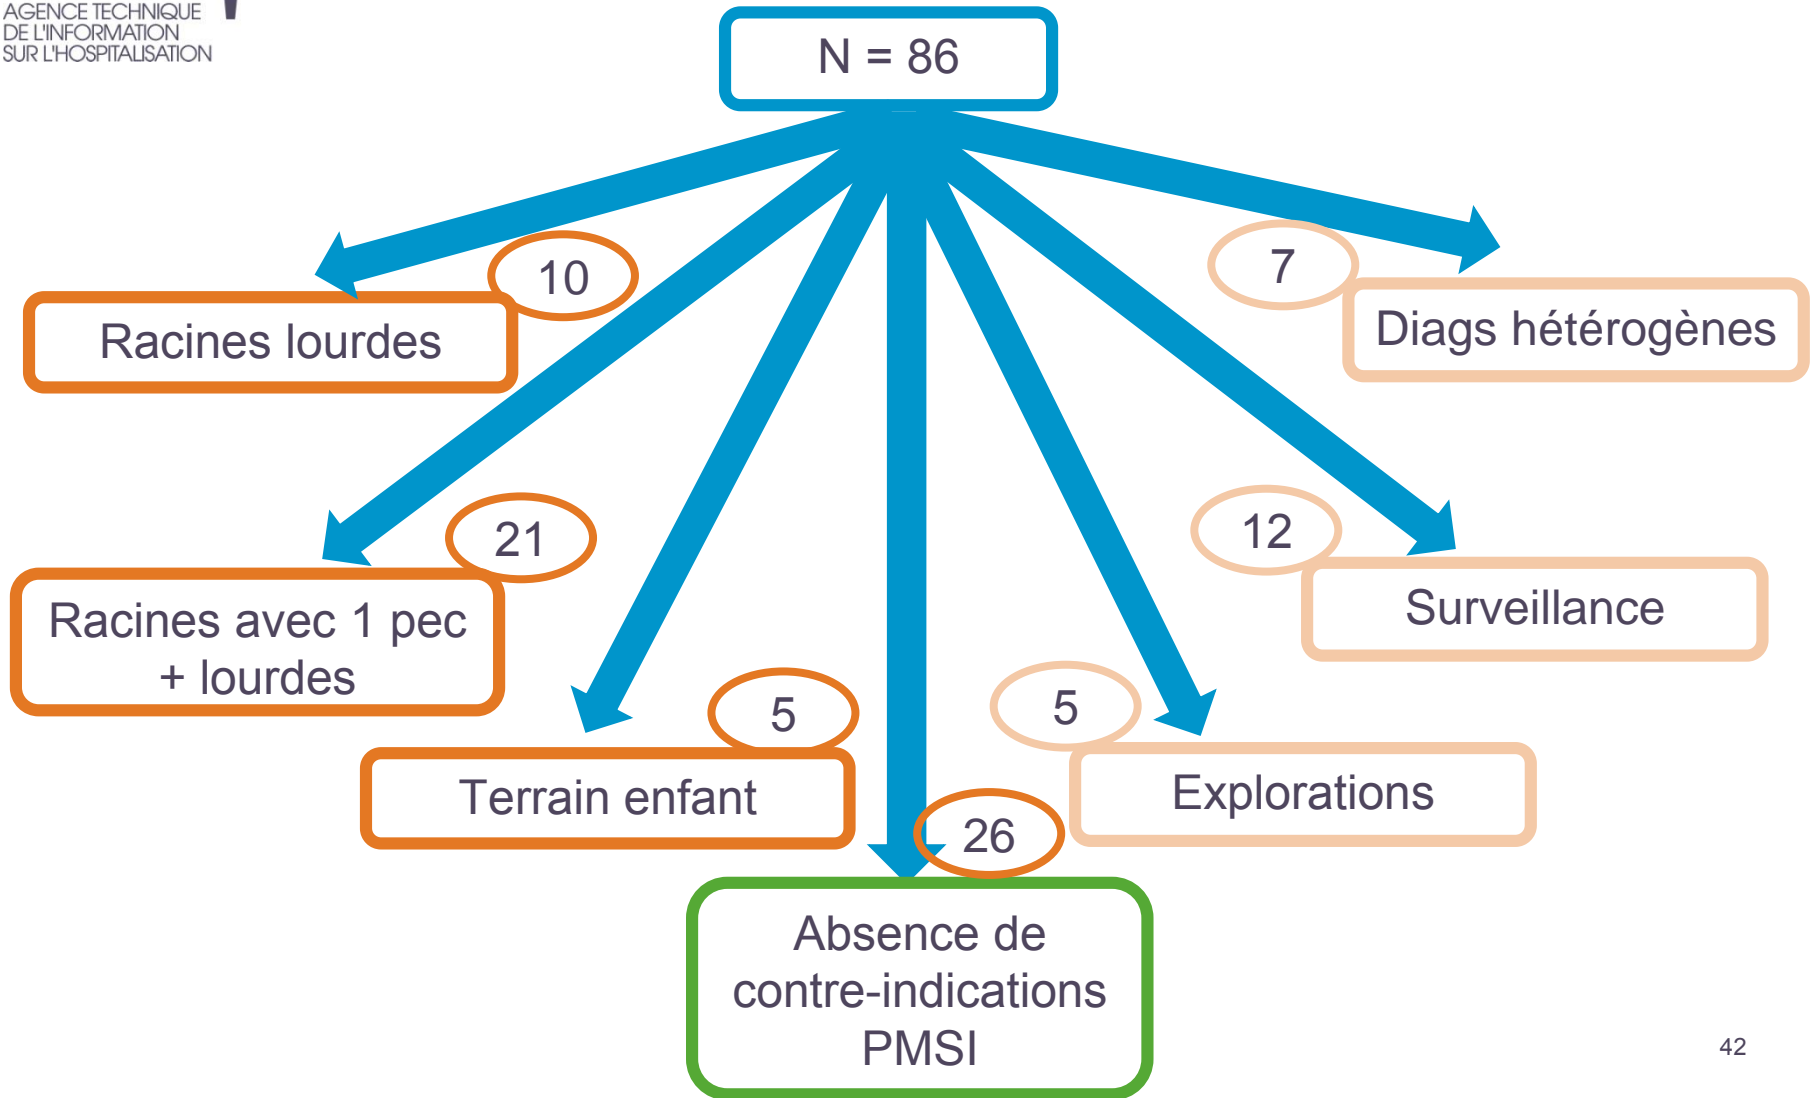 AGENCE TECHNIQUE
DE L'INFORMATION
SUR L'HOSPITALISATION
N = 86
10
Racines lourdes
7
Diags hétérogènes
21
Racines avec 1 pec
+ lourdes
12
Surveillance
5
Terrain enfant
5
Explorations
26
Absence de
contre-indications
PMSI
42